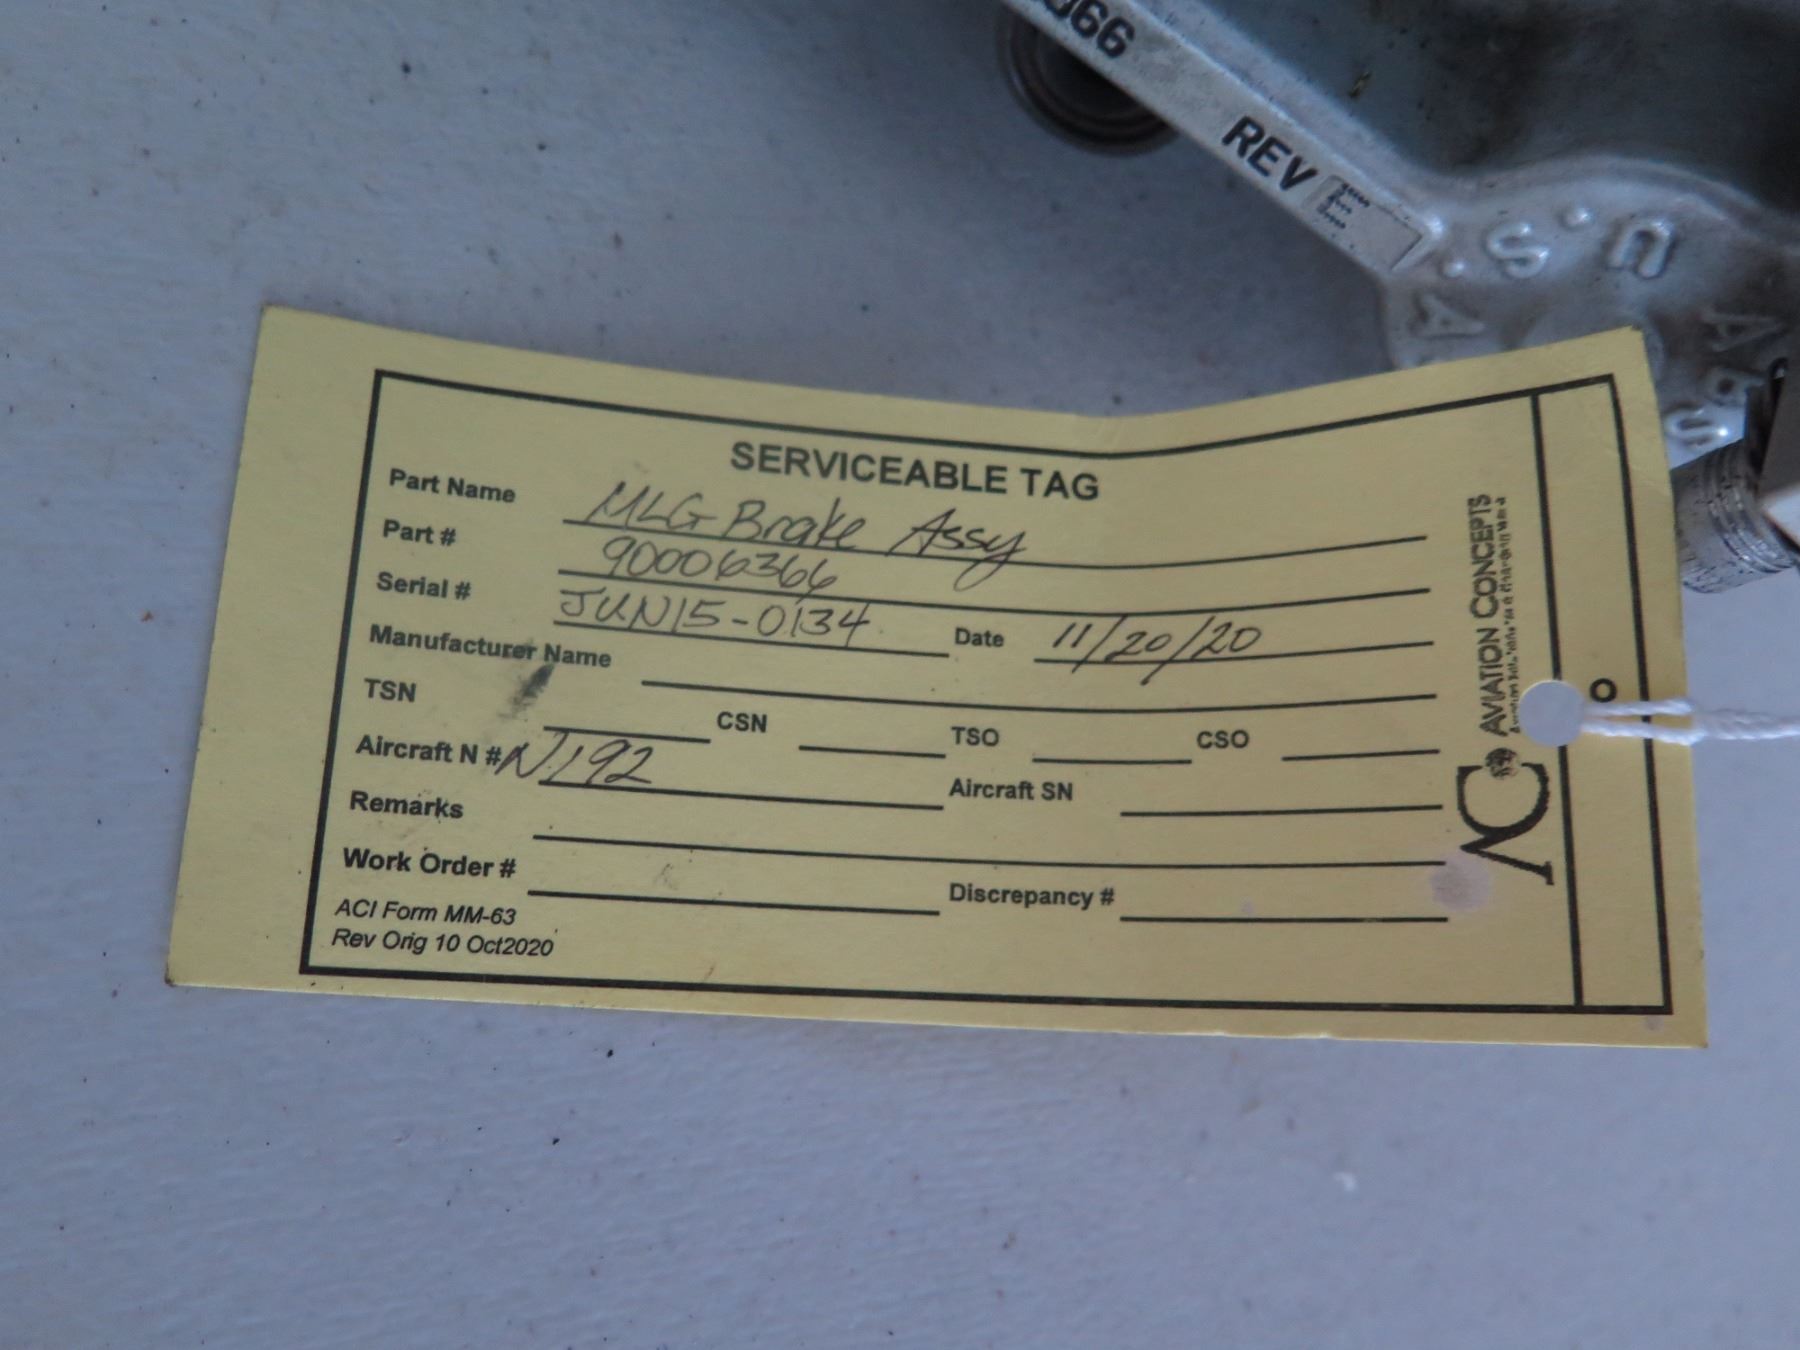 066
REV E
U.S.A.
SERVICEABLE TAG
Part Name MLG Brake Assy
Part # 90006366
Serial # JUN15-0134 Date 11/20/20
Manufacturer Name
TSN CSN TSO CSO
Aircraft N # N192 Aircraft SN
Remarks
Work Order # Discrepancy #
ACI Form MM-63
Rev Orig 10 Oct2020
AVIATION CONCEPTS
O